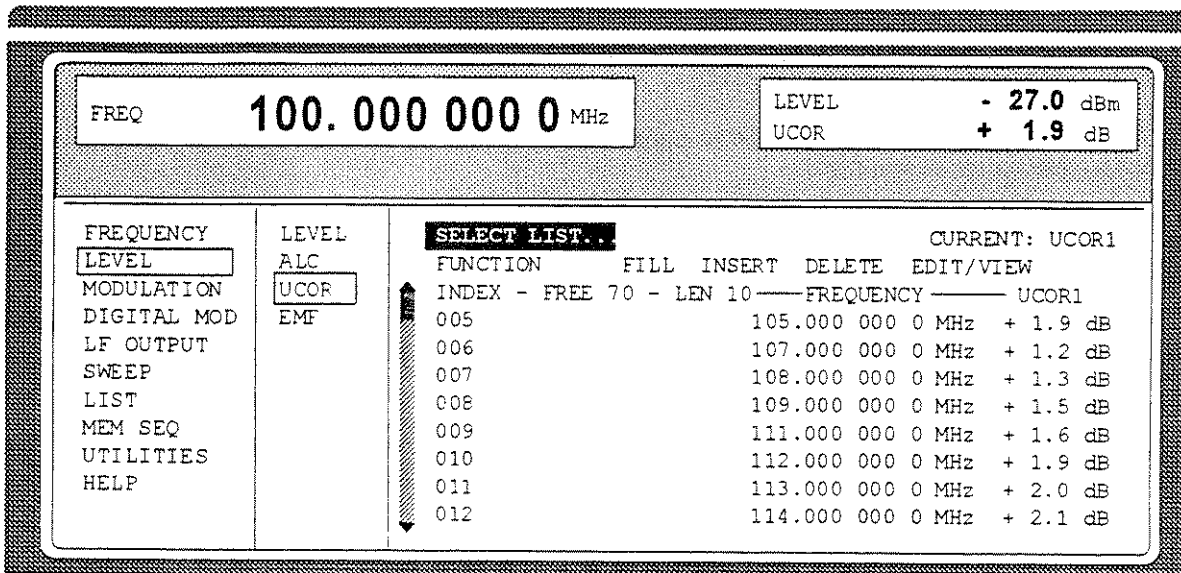 FREQ 100. 000 000 0 MHz
LEVEL - 27.0 dBm
UCOR + 1.9 dB
FREQUENCY
LEVEL
MODULATION
DIGITAL MOD
LF OUTPUT
SWEEP
LIST
MEM SEQ
UTILITIES
HELP
LEVEL
ALC
UCOR
EMF
SELECT LIST... CURRENT: UCOR1
FUNCTION FILL INSERT DELETE EDIT/VIEW
INDEX - FREE 70 - LEN 10 FREQUENCY UCOR1
005 105.000 000 0 MHz + 1.9 dB
006 107.000 000 0 MHz + 1.2 dB
007 108.000 000 0 MHz + 1.3 dB
008 109.000 000 0 MHz + 1.5 dB
009 111.000 000 0 MHz + 1.6 dB
010 112.000 000 0 MHz + 1.9 dB
011 113.000 000 0 MHz + 2.0 dB
012 114.000 000 0 MHz + 2.1 dB